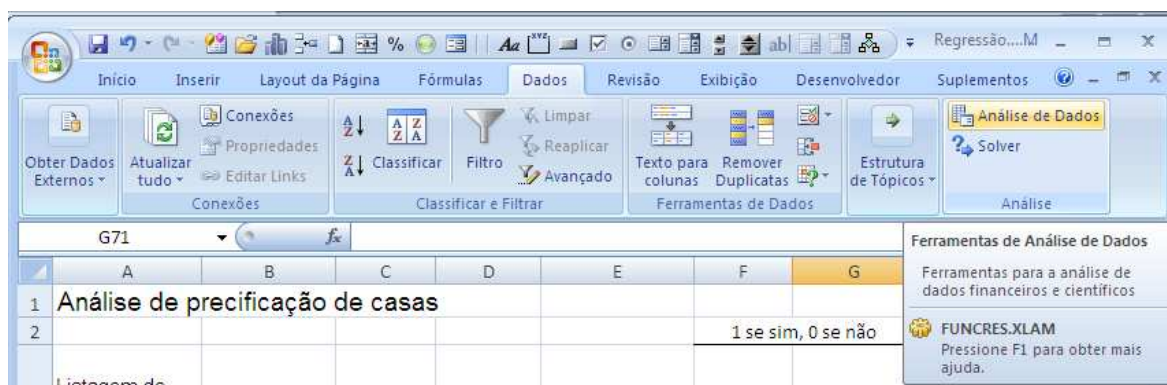 Regressão....M
Início Inserir Layout da Página Fórmulas Dados Revisão Exibição Desenvolvedor Suplementos
Obter Dados Externos
Atualizar tudo
Conexões
Propriedades
Editar Links
Conexões
Classificar
Filtro
Limpar
Reaplicar
Avançado
Classificar e Filtrar
Texto para colunas
Remover Duplicatas
Ferramentas de Dados
Estrutura de Tópicos
Análise de Dados
Solver
Análise
G71 fx
Ferramentas de Análise de Dados
Ferramentas para a análise de
dados financeiros e científicos
FUNCRES.XLAM
Pressione F1 para obter mais
ajuda.
A B C D E F G
1 Análise de precificação de casas
2 1 se sim, 0 se não